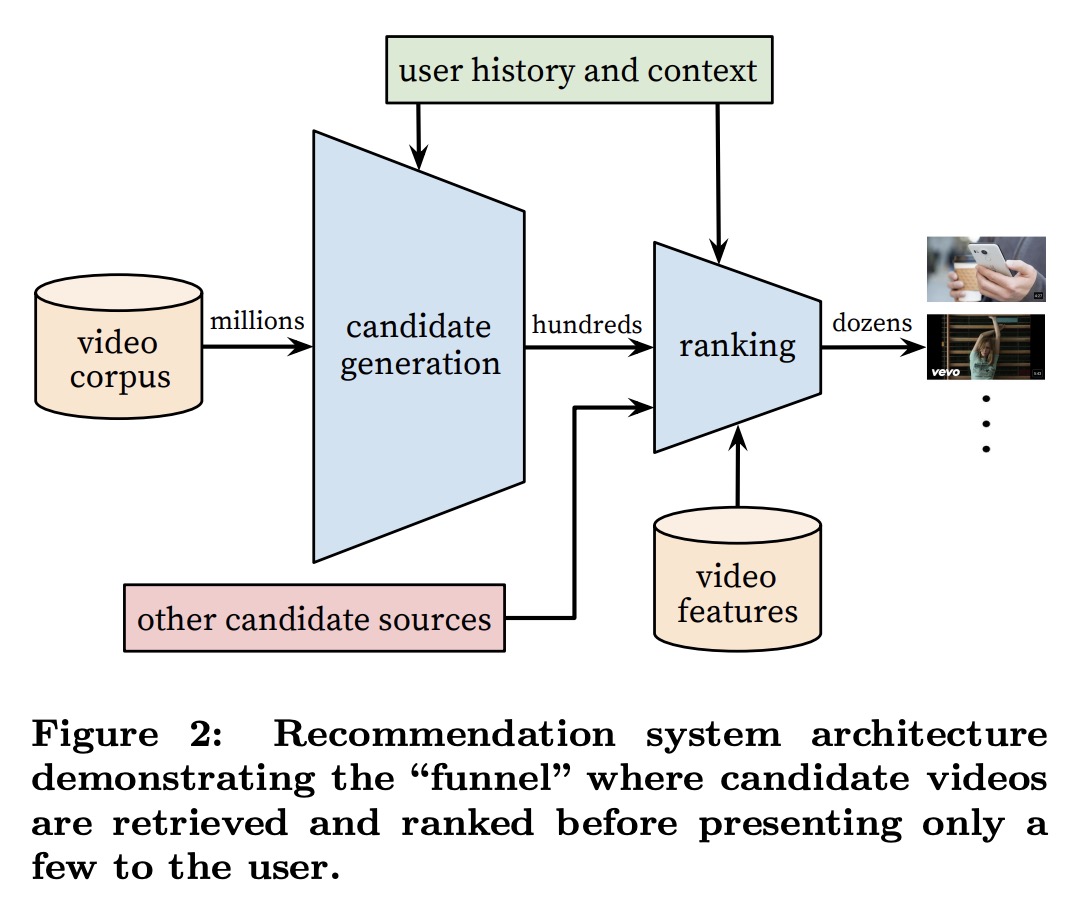 user history and context
video
corpus
millions
candidate
generation
hundreds
ranking
dozens
vevo
other candidate sources
video
features
Figure 2: Recommendation system architecture
demonstrating the “funnel” where candidate videos
are retrieved and ranked before presenting only a
few to the user.